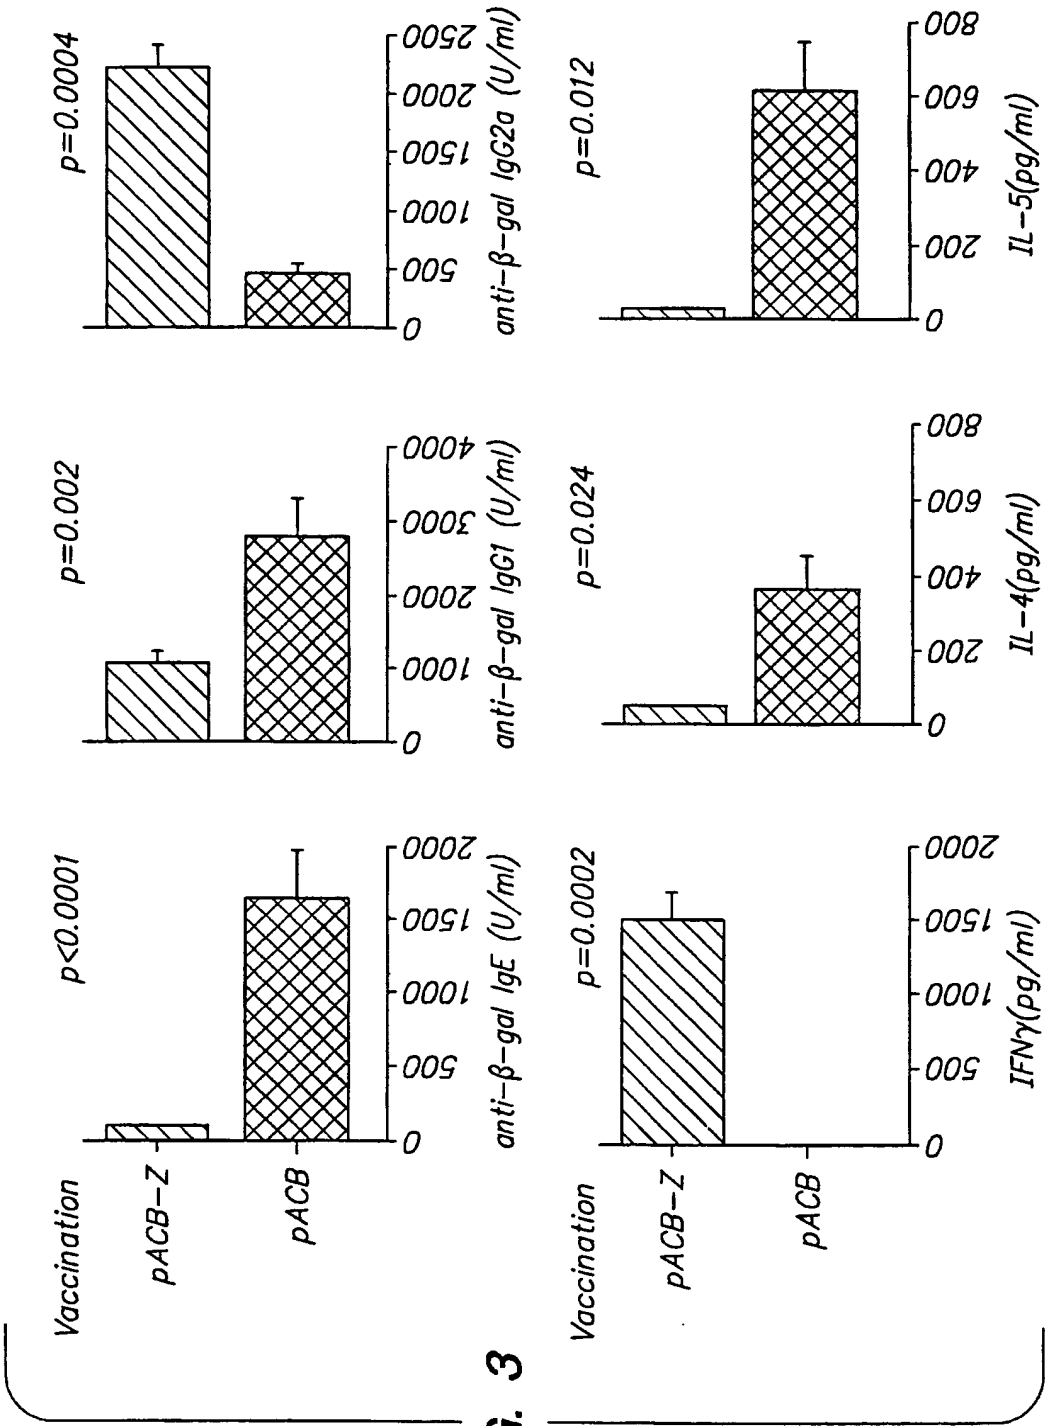 Vaccination
p<0.0001
p=0.002
p=0.0004
pACB-Z
pACB
0 500 1000 1500 2000
0 1000 2000 3000 4000
0 500 1000 1500 2000 2500
anti-β-gal IgE (U/ml)
anti-β-gal IgG1 (U/ml)
anti-β-gal IgG2a (U/ml)
3
Vaccination
p=0.0002
p=0.024
p=0.012
pACB-Z
pACB
0 500 1000 1500 2000
0 200 400 600 800
0 200 400 600 800
IFNγ(pg/ml)
IL-4(pg/ml)
IL-5(pg/ml)